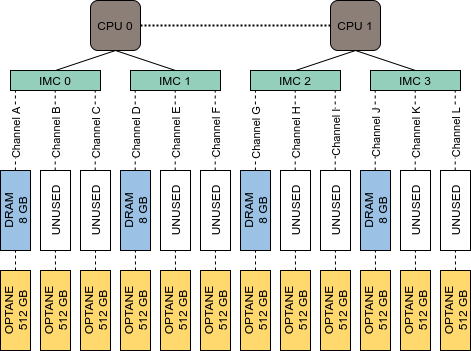 CPU 0
CPU 1
IMC 0
IMC 1
IMC 2
IMC 3
Channel A
Channel B
Channel C
Channel D
Channel E
Channel F
Channel G
Channel H
Channel I
Channel J
Channel K
Channel L
DRAM
8 GB
UNUSED
UNUSED
DRAM
8 GB
UNUSED
UNUSED
DRAM
8 GB
UNUSED
UNUSED
DRAM
8 GB
UNUSED
UNUSED
OPTANE
512 GB
OPTANE
512 GB
OPTANE
512 GB
OPTANE
512 GB
OPTANE
512 GB
OPTANE
512 GB
OPTANE
512 GB
OPTANE
512 GB
OPTANE
512 GB
OPTANE
512 GB
OPTANE
512 GB
OPTANE
512 GB